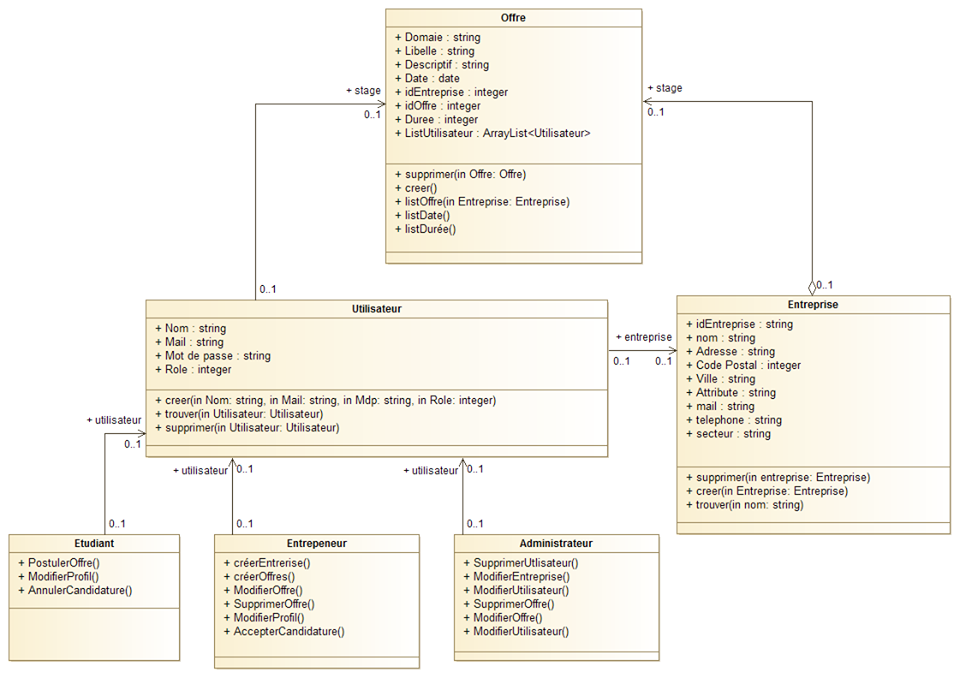 Offre
+ Domaie : string
+ Libelle : string
+ Descriptif : string
+ Date : date
+ idEntreprise : integer
+ idOffre : integer
+ Duree : integer
+ ListUtilisateur : ArrayList<Utilisateur>
+ supprimer(in Offre: Offre)
+ creer()
+ listOffre(in Entreprise: Entreprise)
+ listDate()
+ listDurée()
+ stage
0..1
+ stage
0..1
0..1
0..1
Utilisateur
+ Nom : string
+ Mail : string
+ Mot de passe : string
+ Role : integer
+ creer(in Nom: string, in Mail: string, in Mdp: string, in Role: integer)
+ trouver(in Utilisateur: Utilisateur)
+ supprimer(in Utilisateur: Utilisateur)
+ entreprise
0..1
0..1
Entreprise
+ idEntreprise : string
+ nom : string
+ Adresse : string
+ Code Postal : integer
+ Ville : string
+ Attribute : string
+ mail : string
+ telephone : string
+ secteur : string
+ supprimer(in entreprise: Entreprise)
+ creer(in Entreprise: Entreprise)
+ trouver(in nom: string)
+ utilisateur
0..1
+ utilisateur
0..1
+ utilisateur
0..1
0..1
0..1
0..1
Etudiant
+ PostulerOffre()
+ ModifierProfil()
+ AnnulerCandidature()
Entrepeneur
+ créerEntrerise()
+ créerOffres()
+ ModifierOffre()
+ SupprimerOffre()
+ ModifierProfil()
+ AccepterCandidature()
Administrateur
+ SupprimerUtlisateur()
+ ModifierEntreprise()
+ ModifierUtilisateur()
+ SupprimerOffre()
+ ModifierOffre()
+ ModifierUtilisateur()